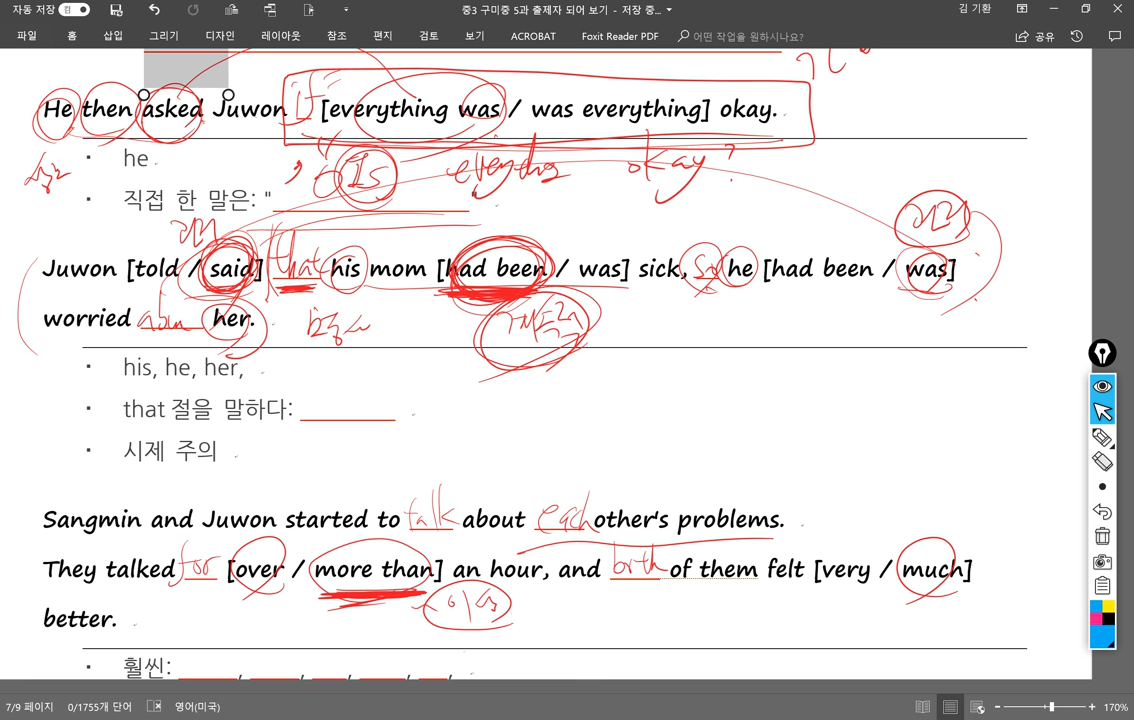 자동 저장 켬 중3 구미중 5과 출제자 되어 보기 - 저장 중... 김 기환
파일 홈 삽입 그리기 디자인 레이아웃 참조 편지 검토 보기 ACROBAT Foxit Reader PDF 어떤 작업을 원하시나요? 공유
He then asked Juwon if [everything was / was everything] okay.
· he
" Is everything okay ?
· 직접 한 말은: " "
과거 과거
Juwon [told / said] that his mom [had been / was] sick, so he [had been / was]
worried about her.
· his, he, her,
· that 절을 말하다:
· 시제 주의
Sangmin and Juwon started to talk about each other's problems.
They talked for [over / more than] an hour, and both of them felt [very / much]
이상
better.
· 훨씬: , , , , ,
7/9 페이지 0/1755개 단어 영어(미국) 170%